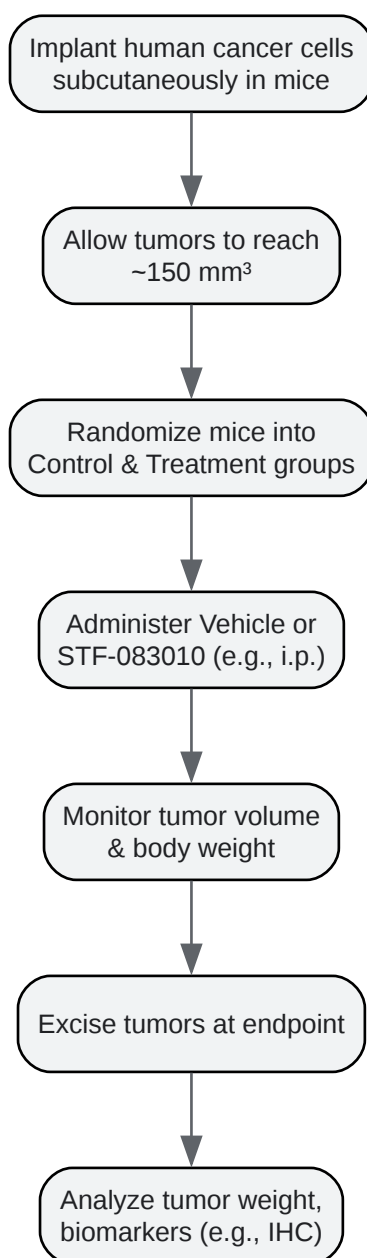 Implant human cancer cells
subcutaneously in mice
Allow tumors to reach
~150 mm³
Randomize mice into
Control & Treatment groups
Administer Vehicle or
STF-083010 (e.g., i.p.)
Monitor tumor volume
& body weight
Excise tumors at endpoint
Analyze tumor weight,
biomarkers (e.g., IHC)